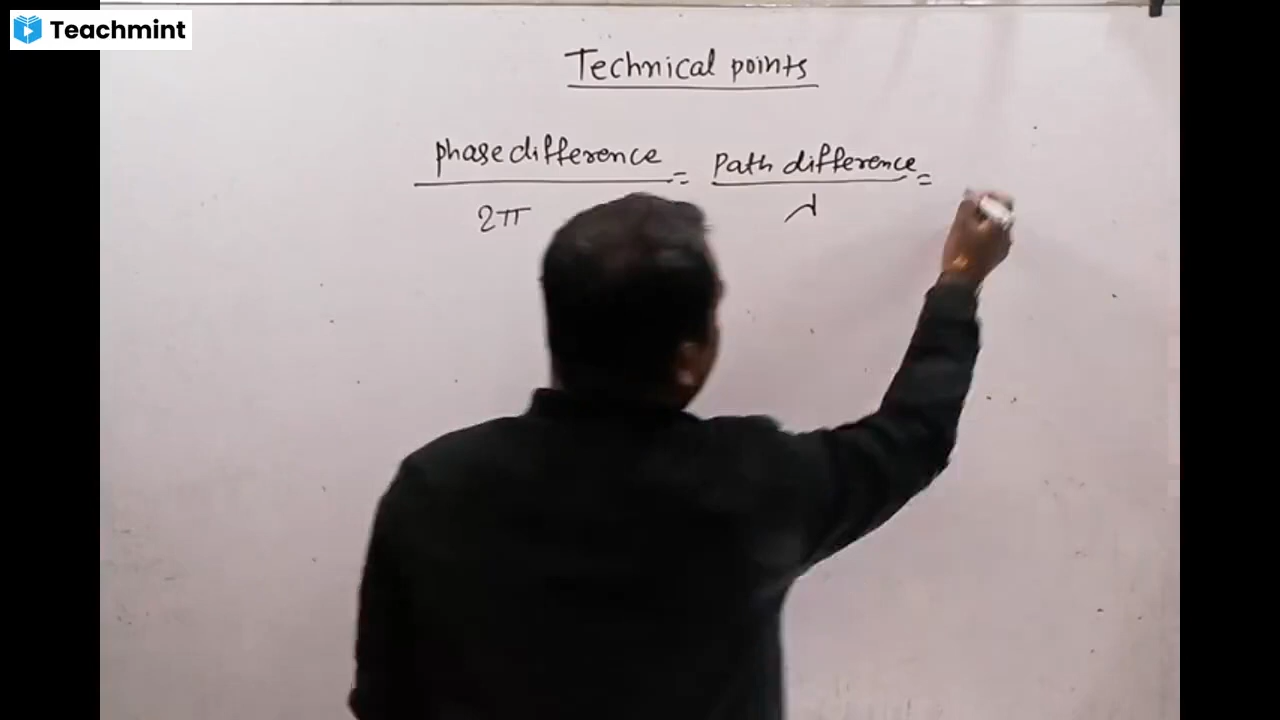 Teachmint
Technical points
phase difference = path difference =
2π λ